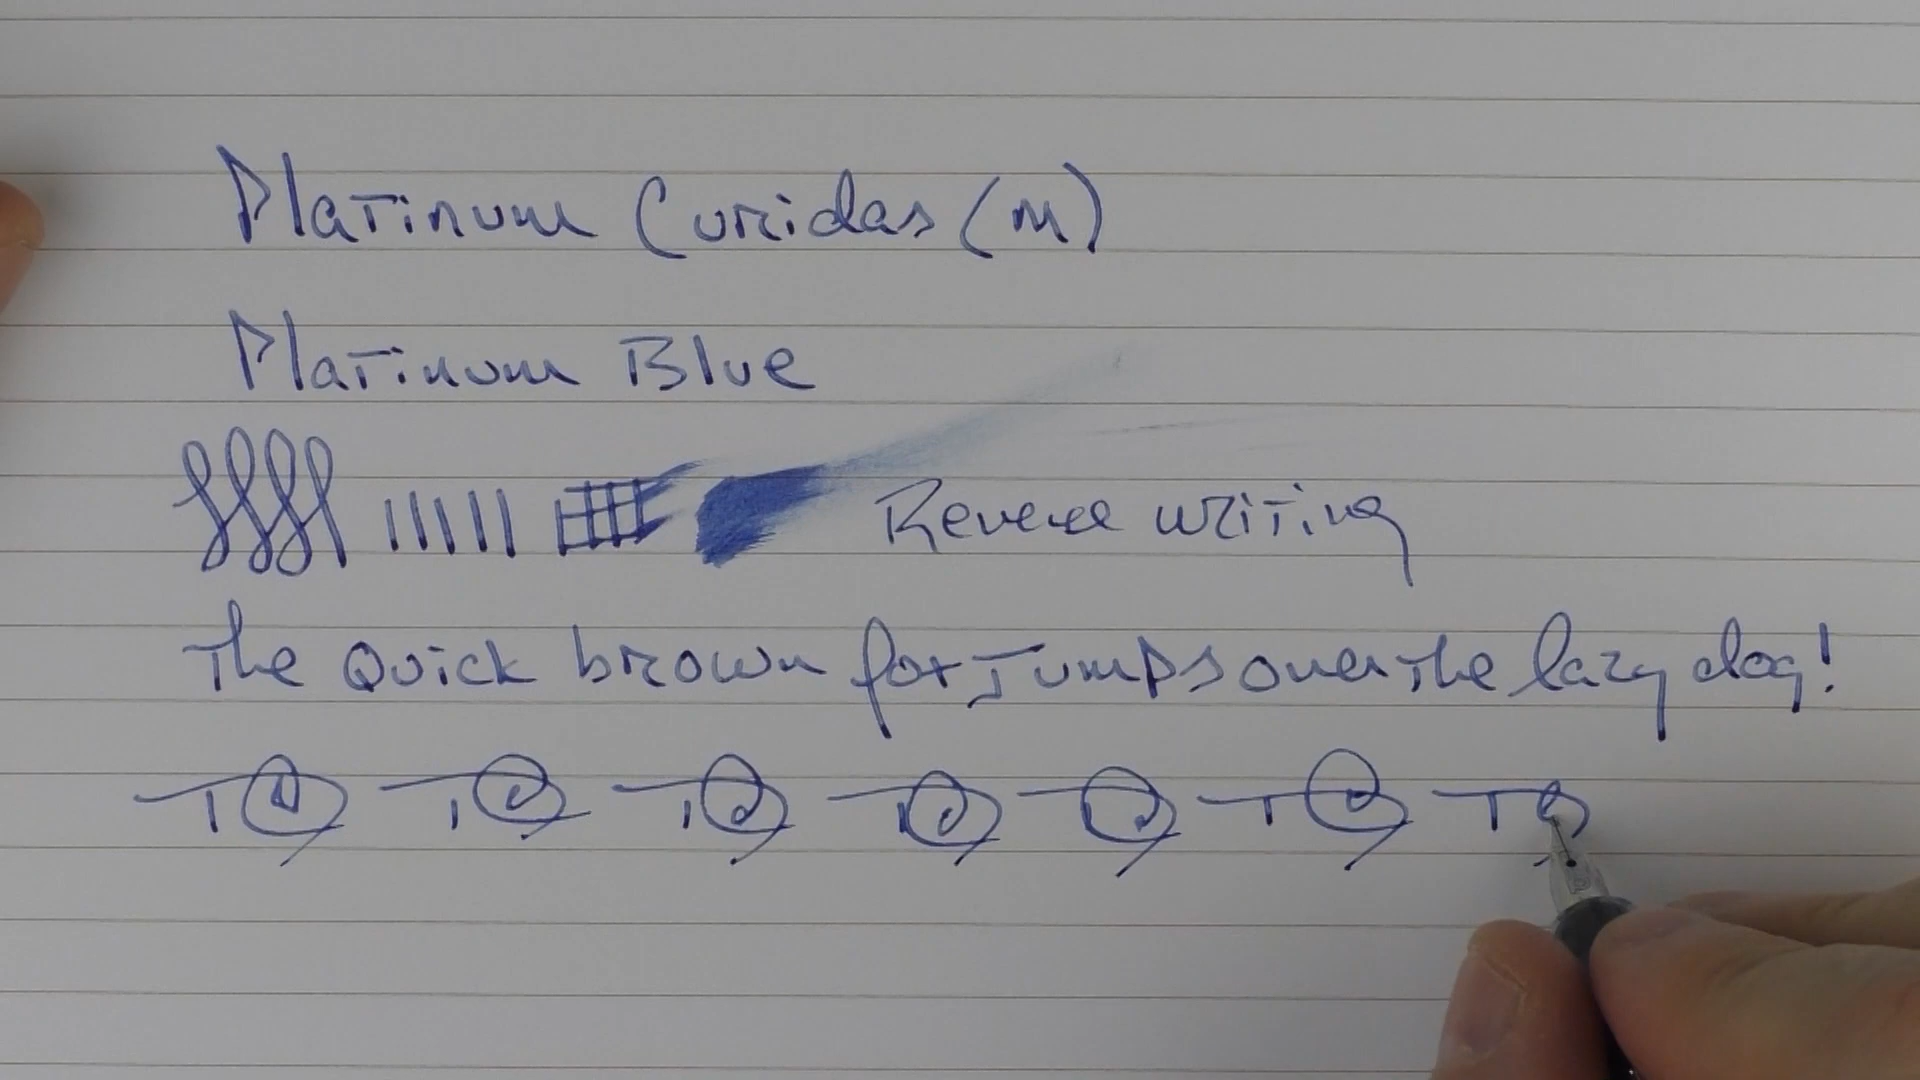 Platinum Curidas (M)
Platinum Blue
Reverse writing
The Quick brown fox Jumps over the lazy dog!